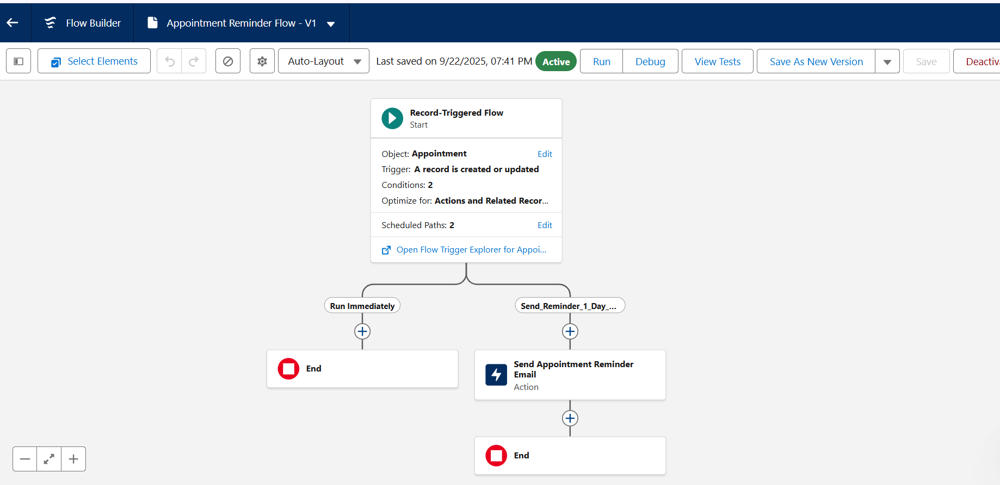 Flow Builder
Appointment Reminder Flow - V1
Select Elements
Auto-Layout
Last saved on 9/22/2025, 07:41 PM
Active
Run
Debug
View Tests
Save As New Version
Save
Deactiv
Record-Triggered Flow
Start
Object: Appointment
Edit
Trigger: A record is created or updated
Conditions: 2
Optimize for: Actions and Related Recor...
Scheduled Paths: 2
Edit
Open Flow Trigger Explorer for Appoi...
Run Immediately
Send_Reminder_1_Day_...
End
Send Appointment Reminder
Email
Action
End